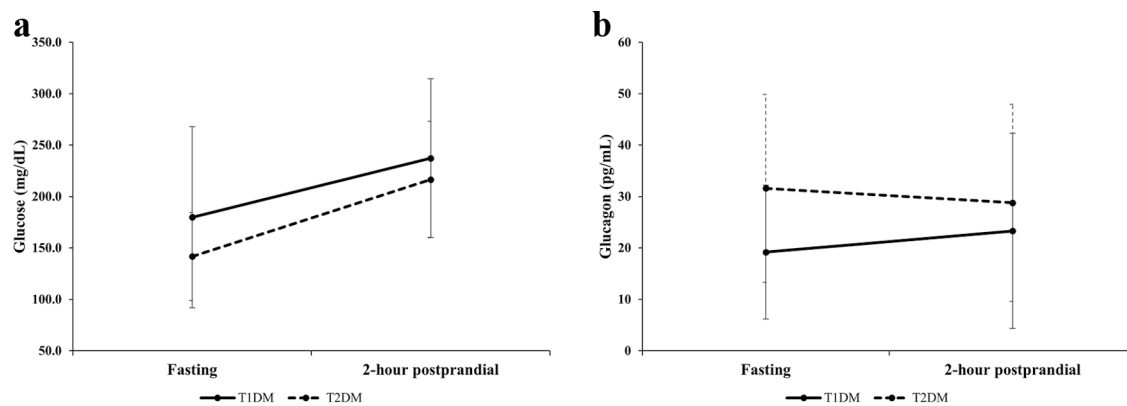 a
350.0
300.0
250.0
200.0
150.0
100.0
50.0
Glucose (mg/dL)
Fasting
2-hour postprandial
T1DM
T2DM
b
60
50
40
30
20
10
0
Glucagon (pg/mL)
Fasting
2-hour postprandial
T1DM
T2DM